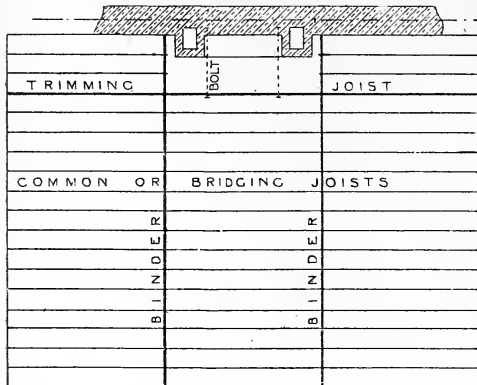 BOLT
TRIMMING JOIST
COMMON OR BRIDGING JOISTS
BINDER
BINDER